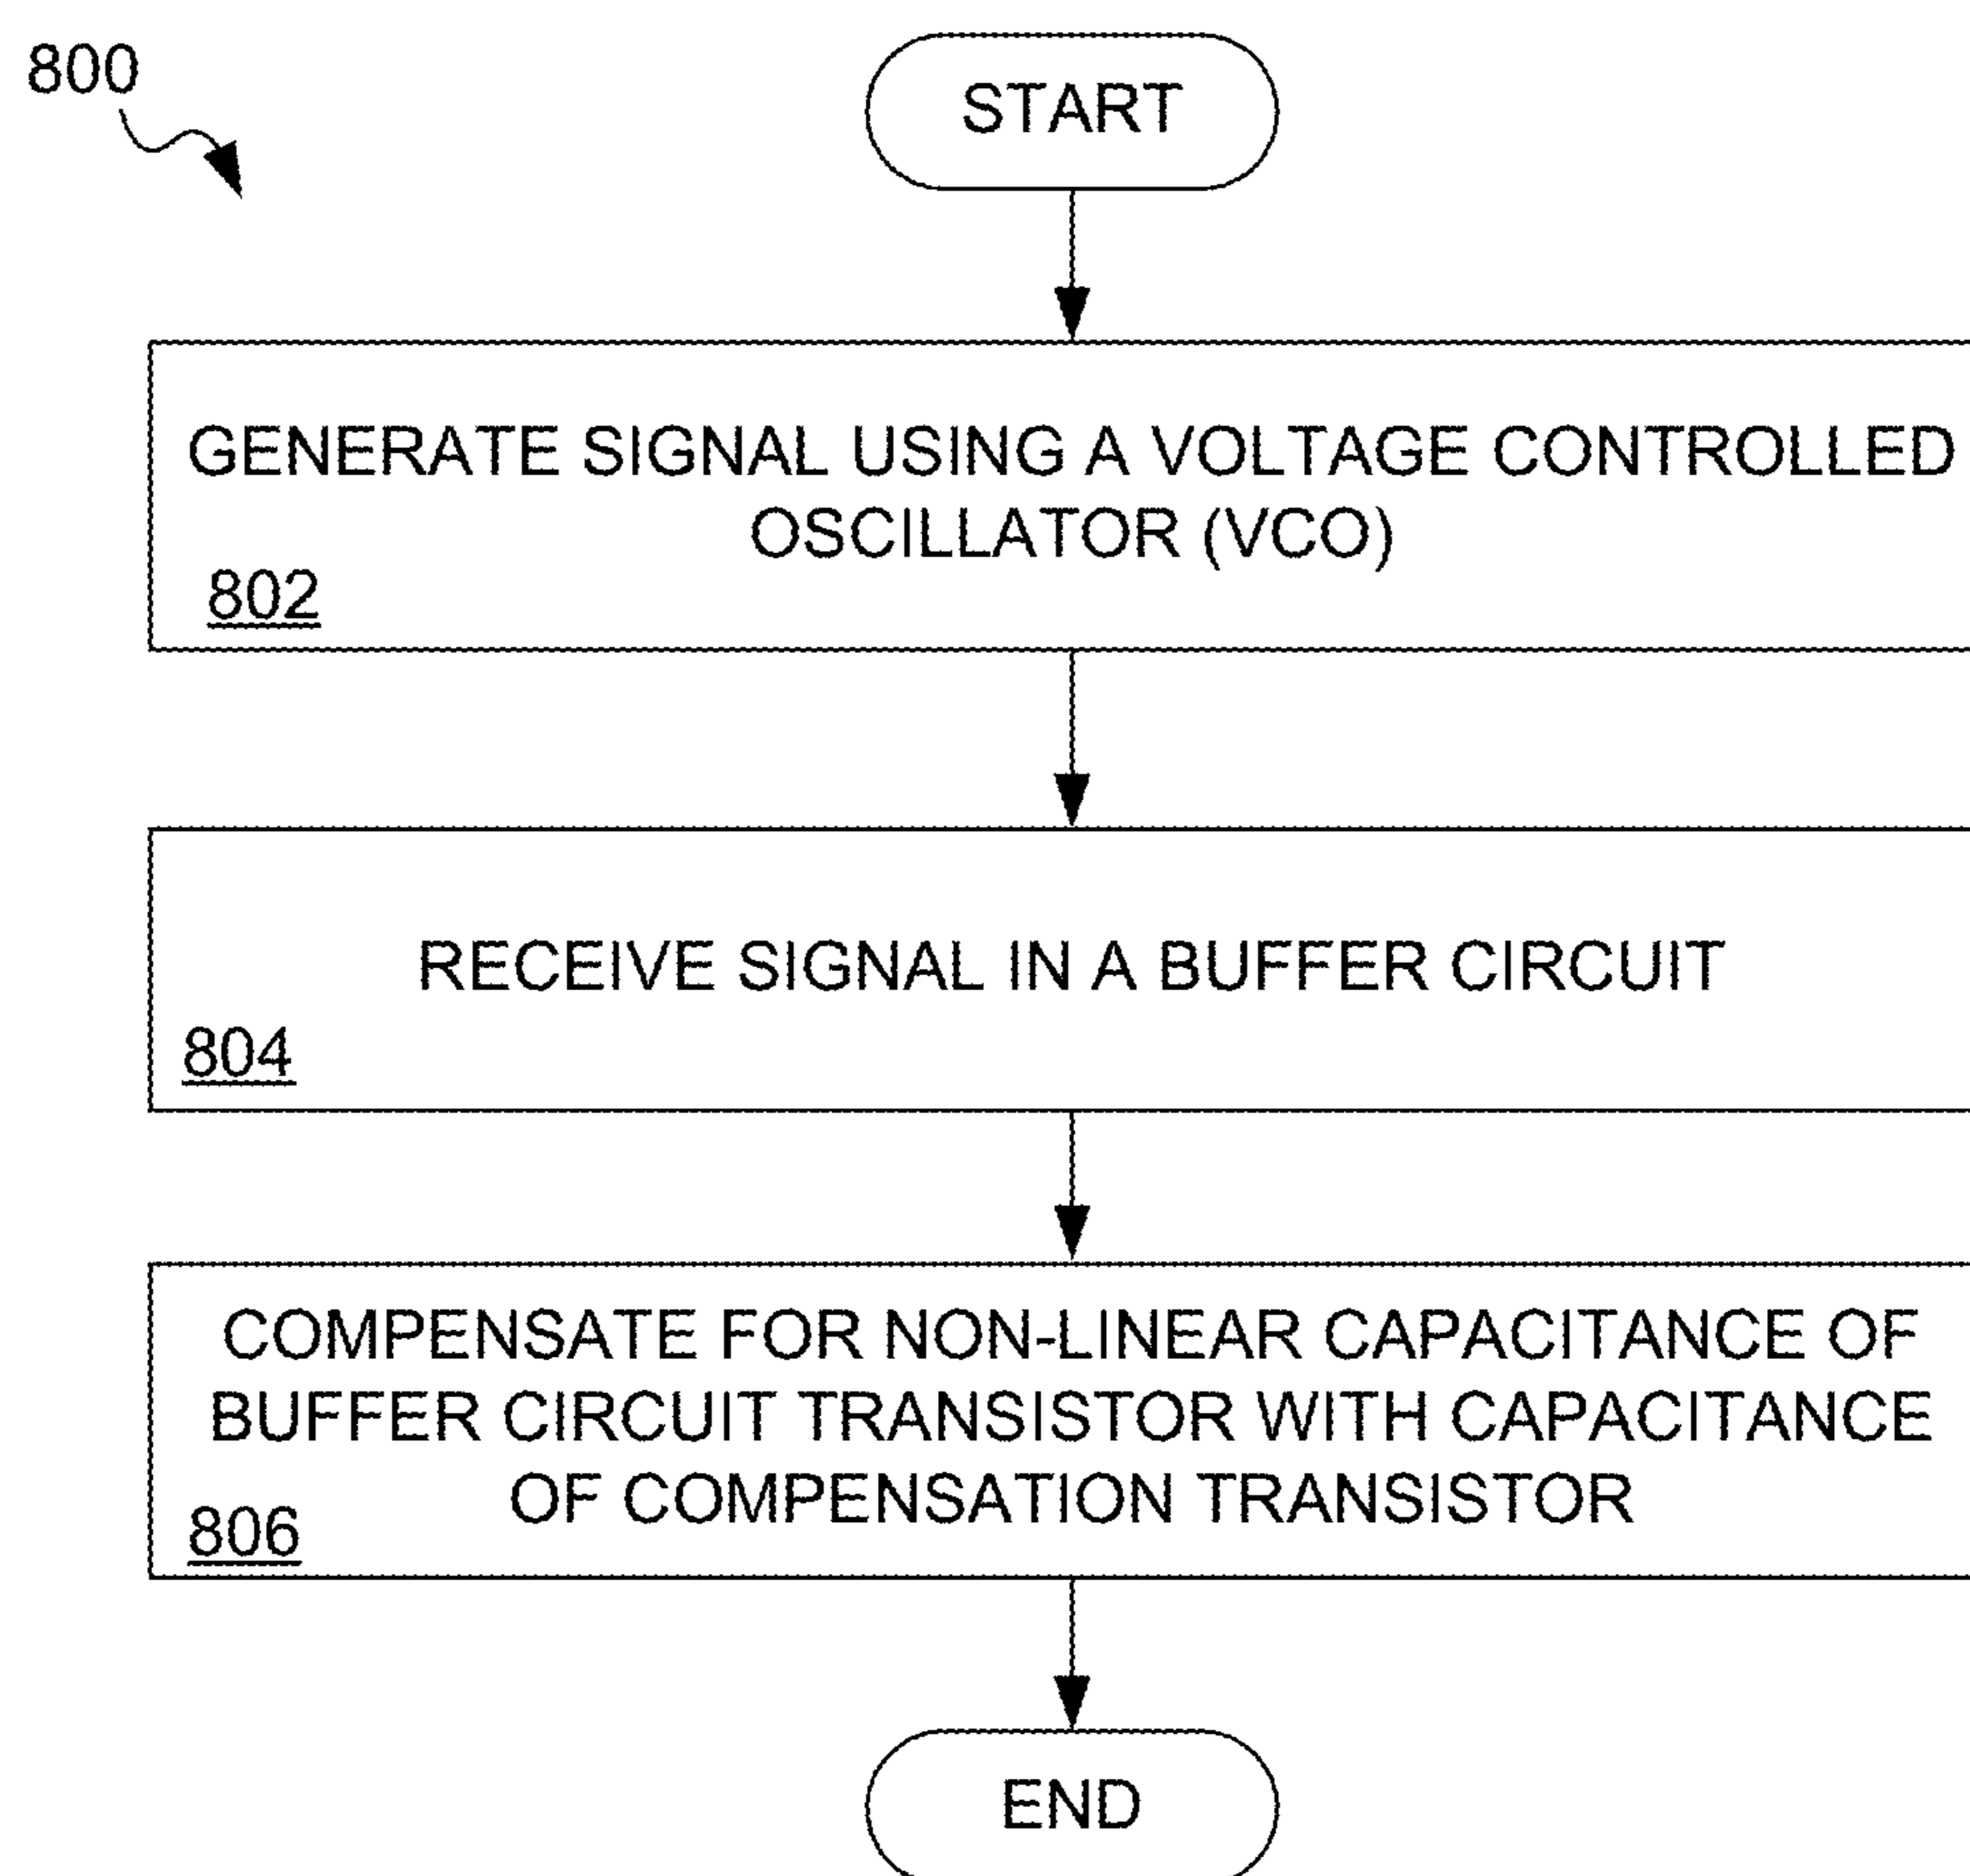 800
START
GENERATE SIGNAL USING A VOLTAGE CONTROLLED
OSCILLATOR (VCO)
802
RECEIVE SIGNAL IN A BUFFER CIRCUIT
804
COMPENSATE FOR NON-LINEAR CAPACITANCE OF
BUFFER CIRCUIT TRANSISTOR WITH CAPACITANCE
OF COMPENSATION TRANSISTOR
806
END